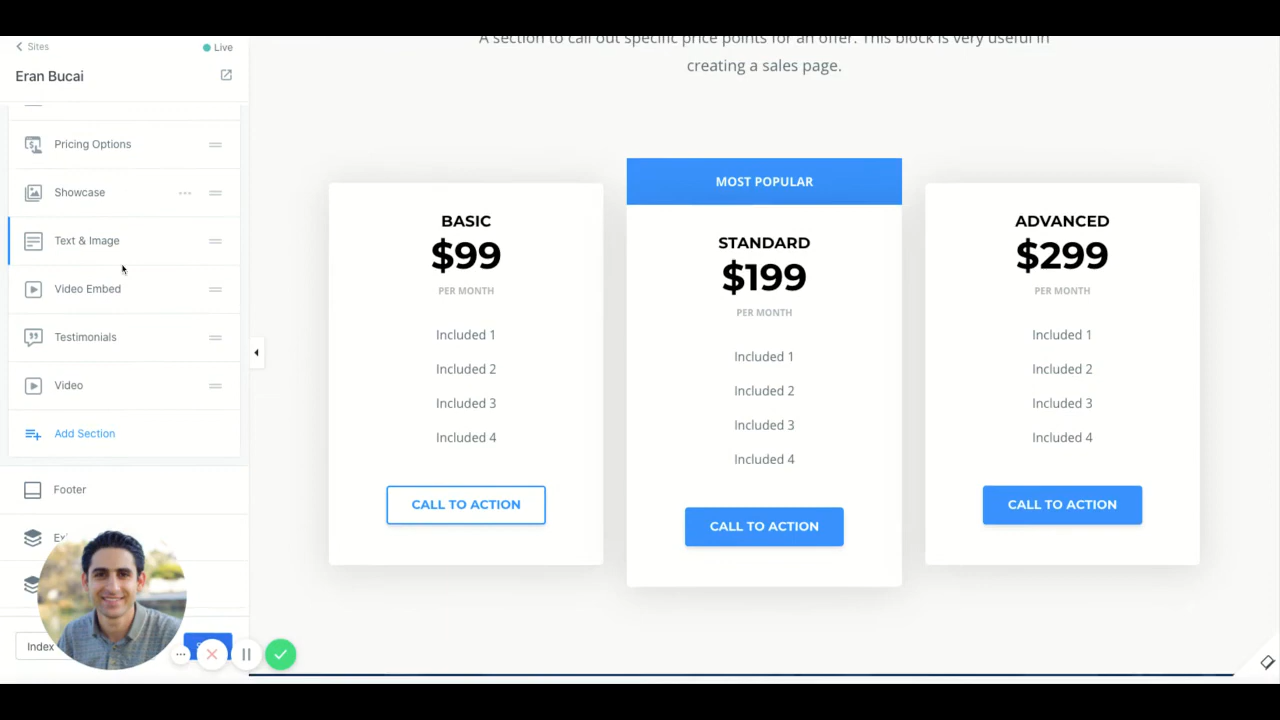 Sites
Live
Eran Bucai
Pricing Options
Showcase
Text & Image
Video Embed
Testimonials
Video
Add Section
Footer
Index
A section to call out specific price points for an offer. This block is very useful in
creating a sales page.
BASIC
$99
PER MONTH
Included 1
Included 2
Included 3
Included 4
CALL TO ACTION
MOST POPULAR
STANDARD
$199
PER MONTH
Included 1
Included 2
Included 3
Included 4
CALL TO ACTION
ADVANCED
$299
PER MONTH
Included 1
Included 2
Included 3
Included 4
CALL TO ACTION